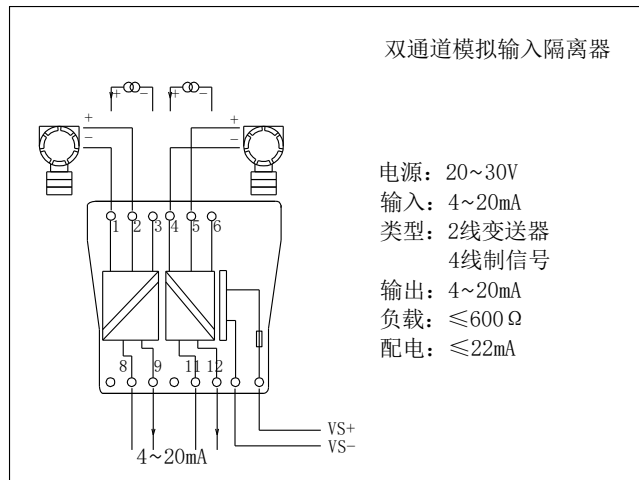 双通道模拟输入隔离器
+ − + −
+ +
− −
电源：20~30V
输入：4~20mA
类型：2线变送器
4线制信号
输出：4~20mA
负载：≤600Ω
配电：≤22mA
1 2 3 4 5 6
8 9 11 12
VS+
VS−
4~20mA